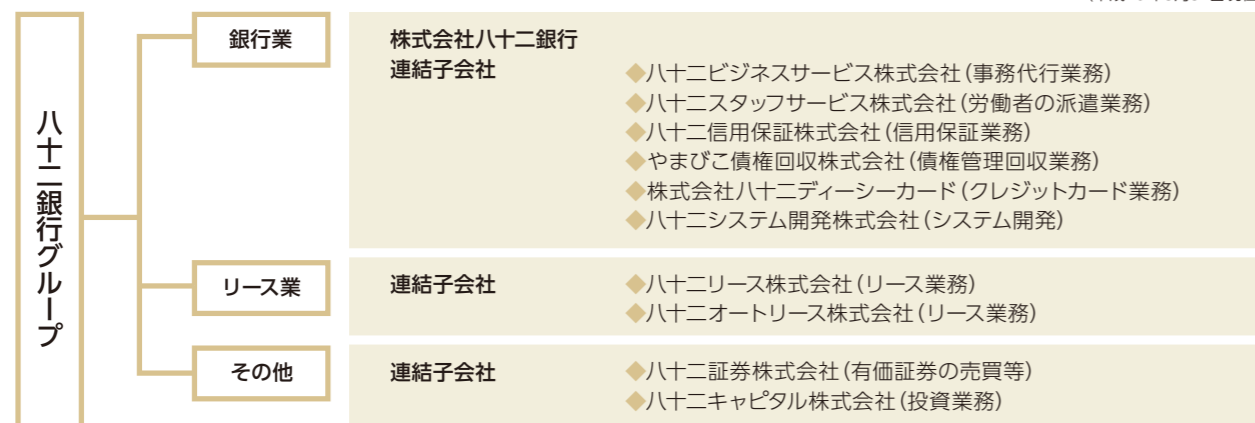 八十二銀行グループ
銀行業
株式会社八十二銀行
連結子会社
◆八十二ビジネスサービス株式会社(事務代行業務)
◆八十二スタッフサービス株式会社(労働者の派遣業務)
◆八十二信用保証株式会社(信用保証業務)
◆やまびこ債権回収株式会社(債権管理回収業務)
◆株式会社八十二ディーシーカード(クレジットカード業務)
◆八十二システム開発株式会社(システム開発)
リース業
連結子会社
◆八十二リース株式会社(リース業務)
◆八十二オートリース株式会社(リース業務)
その他
連結子会社
◆八十二証券株式会社(有価証券の売買等)
◆八十二キャピタル株式会社(投資業務)